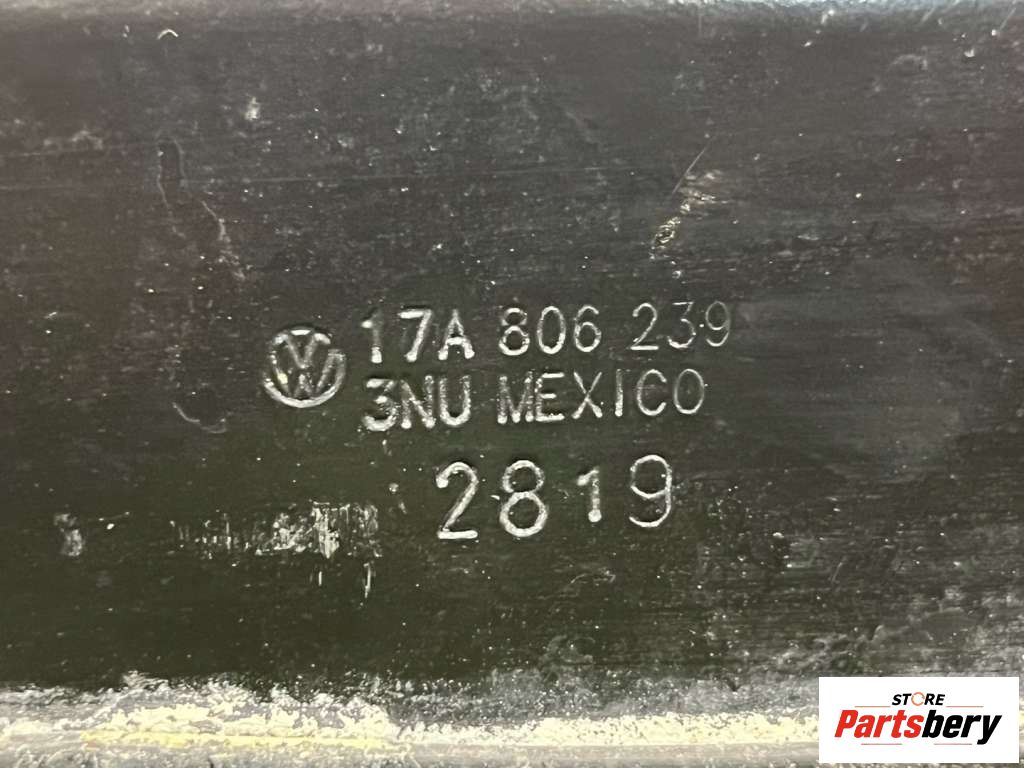 17A 806 239
3NU MEXICO
2819
STORE
Partsbery